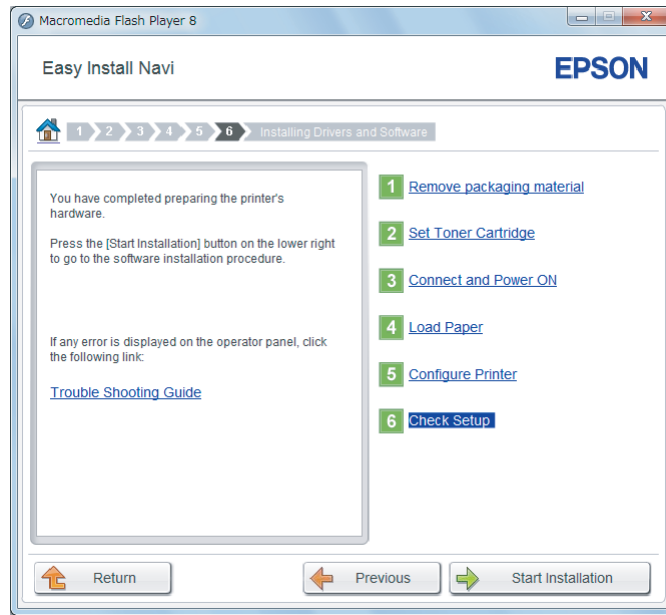 Macromedia Flash Player 8
Easy Install Navi
EPSON
1 2 3 4 5 6 Installing Drivers and Software
You have completed preparing the printer's
hardware.
Press the [Start Installation] button on the lower right
to go to the software installation procedure.
If any error is displayed on the operator panel, click
the following link:
Trouble Shooting Guide
1 Remove packaging material
2 Set Toner Cartridge
3 Connect and Power ON
4 Load Paper
5 Configure Printer
6 Check Setup
Return
Previous
Start Installation